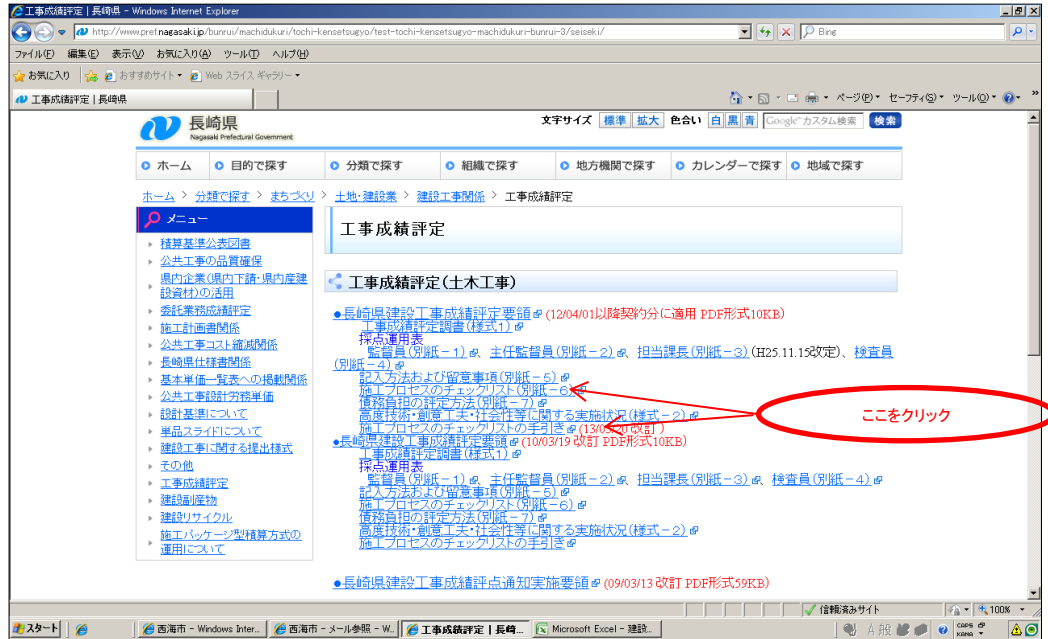 工事成績評定 | 長崎県 - Windows Internet Explorer
http://www.pref.nagasaki.jp/bunrui/machidukuri/tochi-kensetsugyo/test-tochi-kensetsugyo-machidukuri-bunrui-3/seiseki/
Bing
ファイル(F) 編集(E) 表示(V) お気に入り(A) ツール(T) ヘルプ(H)
お気に入り おすすめサイト Web スライス ギャラリー
工事成績評定 | 長崎県
ページ(P) セーフティ(S) ツール(O)
長崎県
Nagasaki Prefectural Government
文字サイズ 標準 拡大 色合い 白 黒 青 Google カスタム検索 検索
ホーム 目的で探す 分類で探す 組織で探す 地方機関で探す カレンダーで探す 地域で探す
ホーム > 分類で探す > まちづくり > 土地・建設業 > 建設工事関係 > 工事成績評定
メニュー
積算基準公表図書
公共工事の品質確保
県内企業(県内下請・県内産建
設資材)の活用
委託業務成績評定
施工計画書関係
公共工事コスト縮減関係
長崎県仕様書関係
基本単価一覧表への掲載関係
公共工事設計労務単価
設計基準について
単品スライドについて
建設工事に関する提出様式
その他
工事成績評定
建設副産物
建設リサイクル
施工パッケージ型積算方式の
運用について
工事成績評定
工事成績評定(土木工事)
●長崎県建設工事成績評定要領 (12/04/01以降契約分に適用 PDF形式10KB)
工事成績評定調書(様式1)
採点運用表
監督員(別紙-1)、主任監督員(別紙-2)、担当課長(別紙-3)(H25.11.15改定)、検査員
(別紙-4)
記入方法および留意事項(別紙-5)
施工プロセスのチェックリスト(別紙-6)
債務負担の評定方法(別紙-7)
高度技術・創意工夫・社会性等に関する実施状況(様式-2)
施工プロセスのチェックリストの手引き (13/03/20 改訂)
●長崎県建設工事成績評定要領 (10/03/19 改訂 PDF形式10KB)
工事成績評定調書(様式1)
採点運用表
監督員(別紙-1)、主任監督員(別紙-2)、担当課長(別紙-3)、検査員(別紙-4)
記入方法および留意事項(別紙-5)
施工プロセスのチェックリスト(別紙-6)
債務負担の評定方法(別紙-7)
高度技術・創意工夫・社会性等に関する実施状況(様式-2)
施工プロセスのチェックリストの手引き
●長崎県建設工事成績評点通知実施要領 (09/03/13 改訂 PDF形式59KB)
ここをクリック
信頼済みサイト 100%
スタート 西海市 - Windows Inter... 西海市 - メール参照 - W... 工事成績評定 | 長崎... Microsoft Excel - 建設... A 般 CAPS KANA